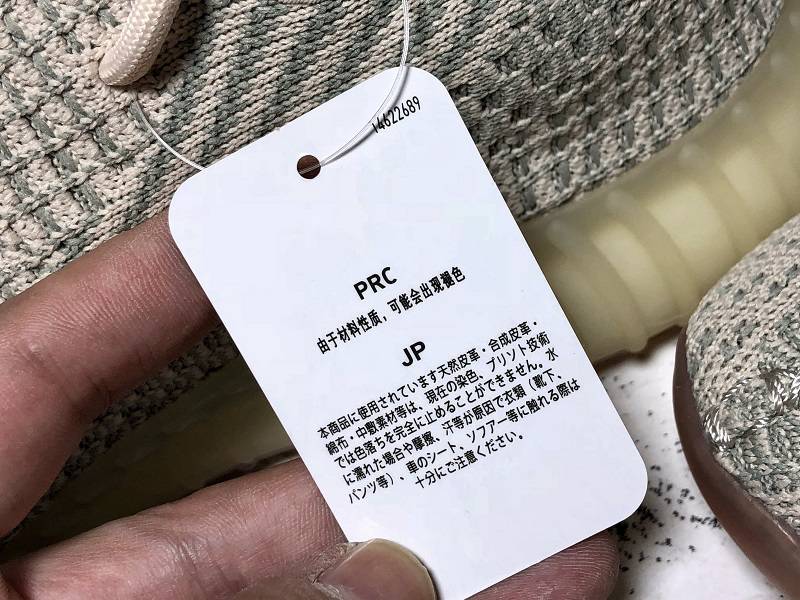 14622689
PRC
由于材料性质，可能会出现褪色
JP
本商品に使用されています天然皮革・合成皮革・
綿布・中敷素材等は、現在の染色、プリント技術
では色落ちを完全に止めることができません。水
に濡れた場合や摩擦、汗等が原因で衣類（靴下、
パンツ等）、車のシート、ソファー等に触れる際は
十分にご注意ください。